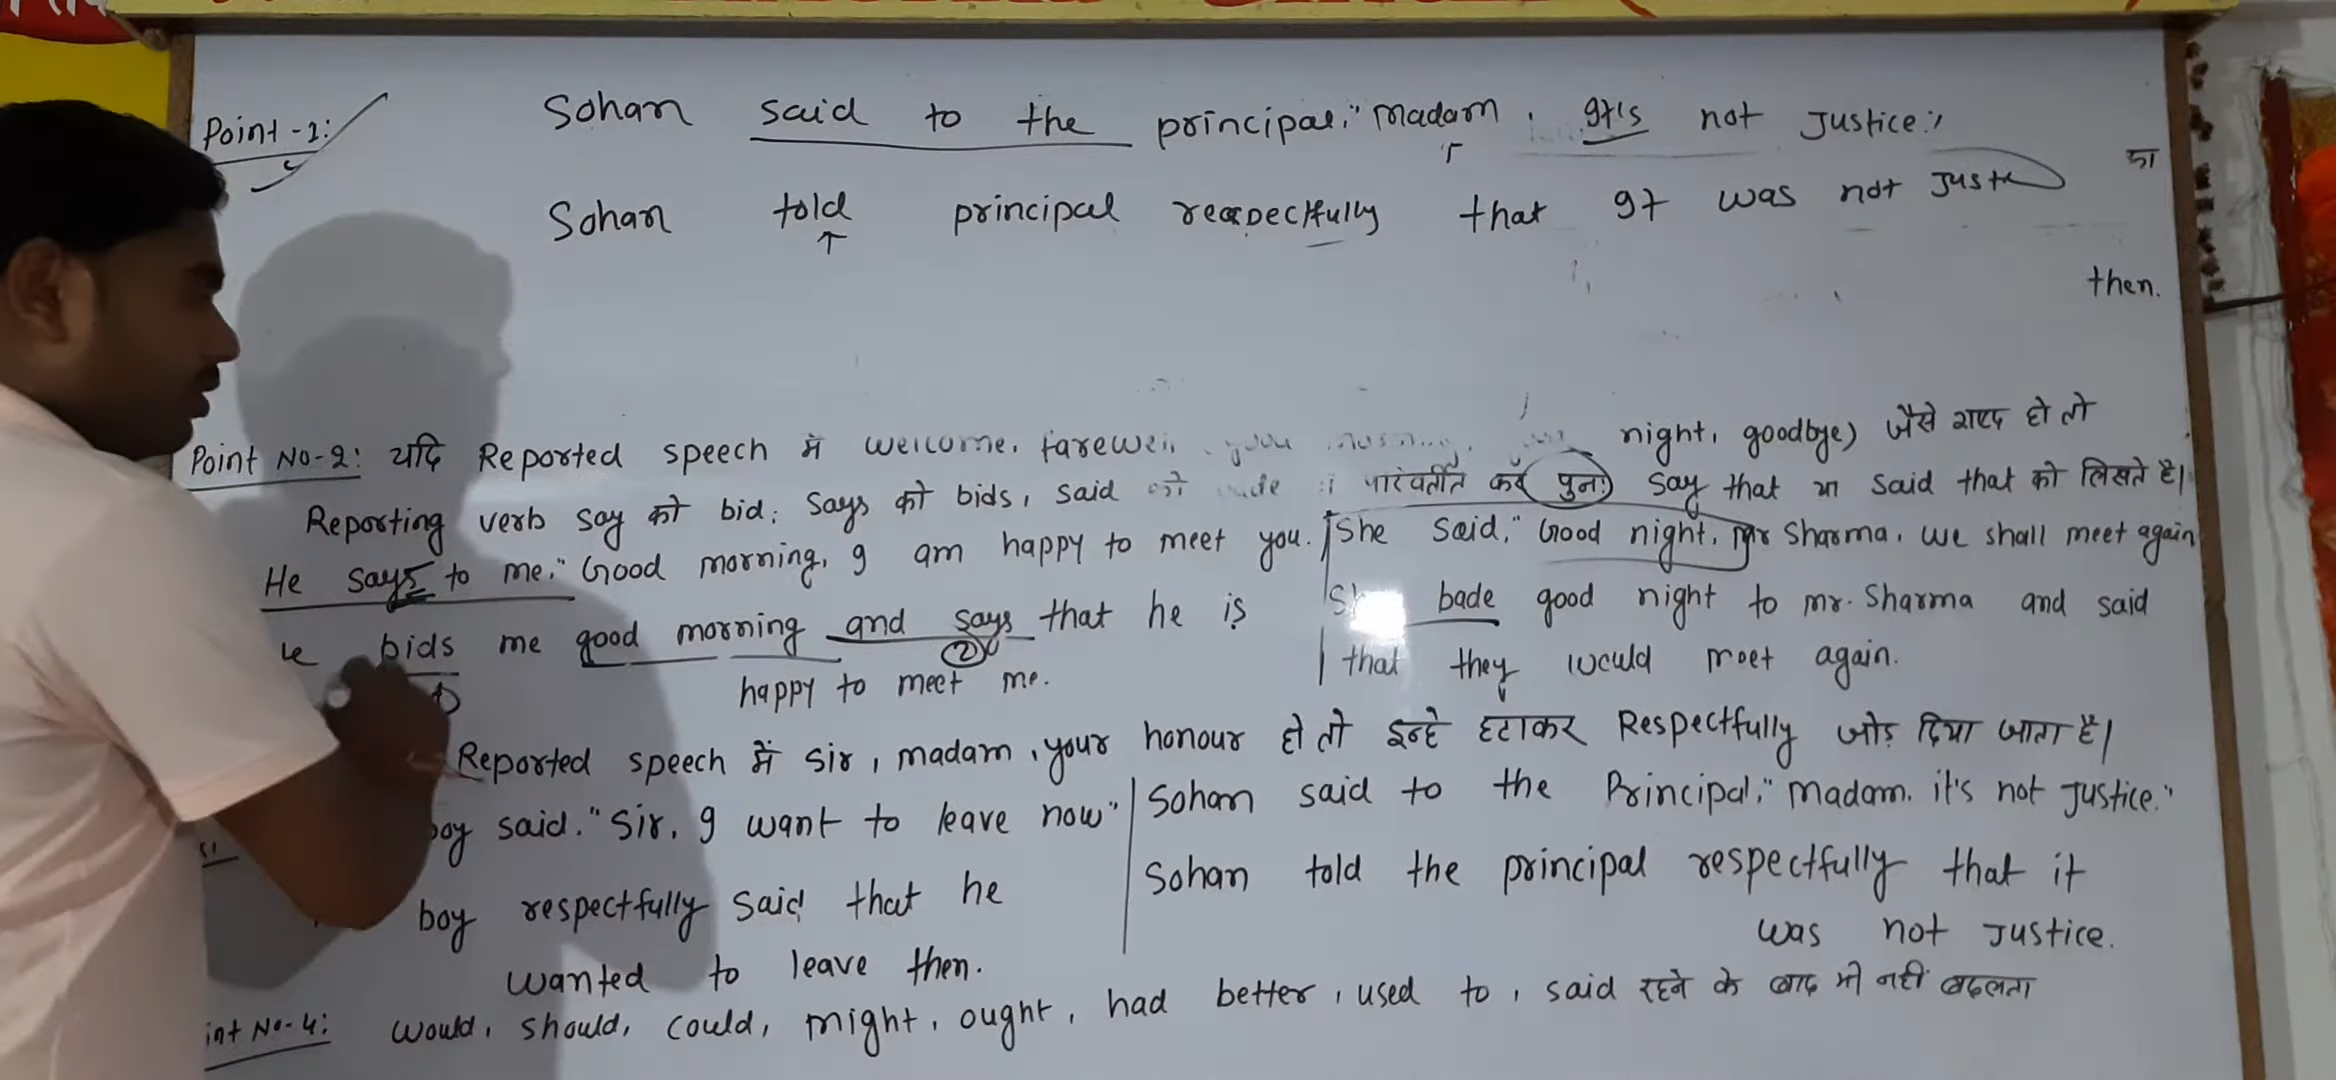 Point -1: Sohan said to the principal," Madam, It's not Justice."
Sohan told principal respectfully that It was not Just
का
then.
Point No-2: यदि Reported speech में welcome, farewell, good night, goodbye) जैसे शब्द हो तो
Reporting verb say को bid, says को bids, said को परिवर्तीत कर पुनः say that या said that को लिखते है।
He says to me," Good morning, I am happy to meet you.
bids me good morning and says that he is
② happy to meet me.
She said," Good night, Mr Sharma, we shall meet again
bade good night to mr. Sharma and said
that they would meet again.
Reported speech में sir, madam, your honour हो तो इन्हे हटाकर Respectfully जोड़ दिया जाता है।
boy said."Sir, I want to leave now"
boy respectfully said that he
wanted to leave then.
Sohan said to the Principal," Madam, it's not Justice."
Sohan told the principal respectfully that it
was not Justice.
int No-4: would, should, could, might, ought, had better, used to, said रहने के बाद भी नहीं बदलता